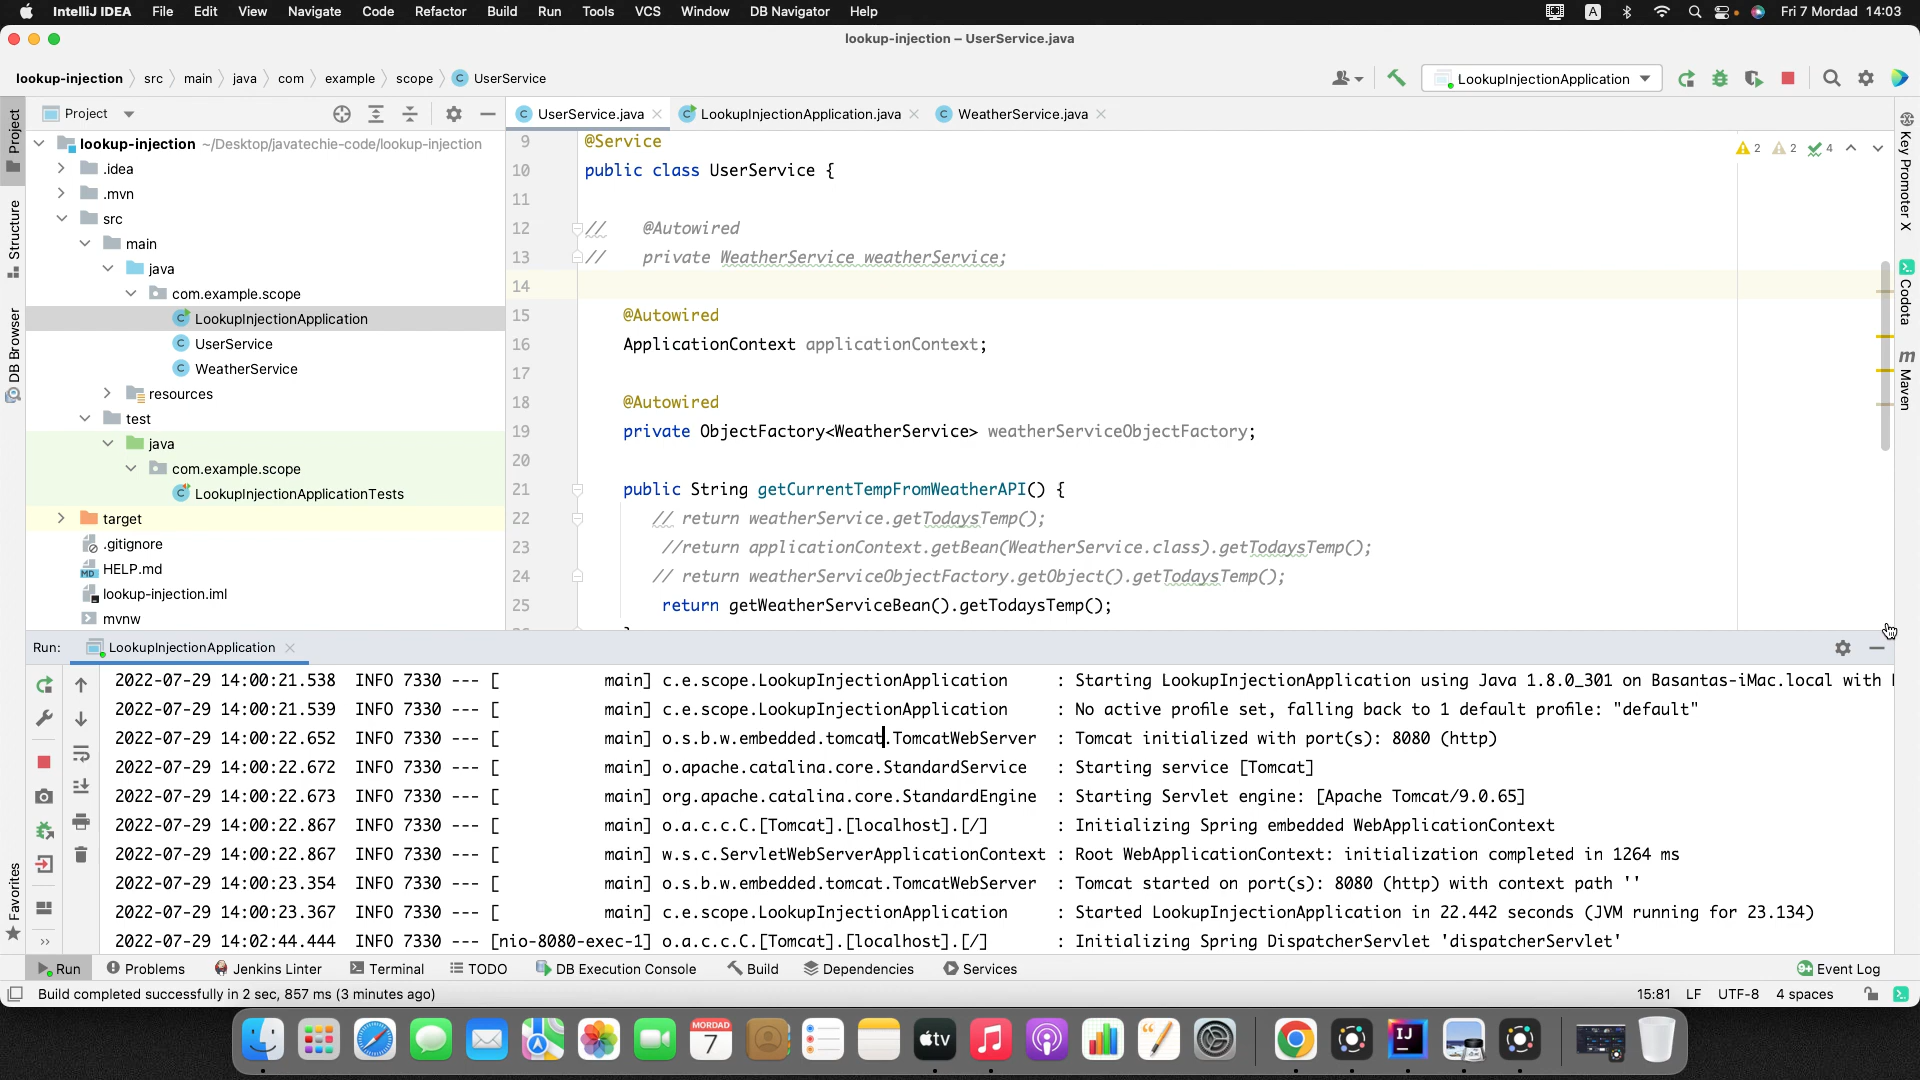 IntelliJ IDEA File Edit View Navigate Code Refactor Build Run Tools VCS Window DB Navigator Help A Fri 7 Mordad 14:03
lookup-injection – UserService.java
lookup-injection src main java com example scope C UserService LookupInjectionApplication
Project
Structure
DB Browser
Favorites
Project
lookup-injection ~/Desktop/javatechie-code/lookup-injection
.idea
.mvn
src
main
java
com.example.scope
C LookupInjectionApplication
C UserService
C WeatherService
resources
test
java
com.example.scope
C LookupInjectionApplicationTests
target
.gitignore
MD HELP.md
lookup-injection.iml
mvnw
C UserService.java C LookupInjectionApplication.java C WeatherService.java
2 2 4
9 @Service
10 public class UserService {
11
12 // @Autowired
13 // private WeatherService weatherService;
14
15 @Autowired
16 ApplicationContext applicationContext;
17
18 @Autowired
19 private ObjectFactory<WeatherService> weatherServiceObjectFactory;
20
21 public String getCurrentTempFromWeatherAPI() {
22 // return weatherService.getTodaysTemp();
23 //return applicationContext.getBean(WeatherService.class).getTodaysTemp();
24 // return weatherServiceObjectFactory.getObject().getTodaysTemp();
25 return getWeatherServiceBean().getTodaysTemp();
Key Promoter X
Codota
m Maven
Run: LookupInjectionApplication
2022-07-29 14:00:21.538 INFO 7330 --- [ main] c.e.scope.LookupInjectionApplication : Starting LookupInjectionApplication using Java 1.8.0_301 on Basantas-iMac.local with
2022-07-29 14:00:21.539 INFO 7330 --- [ main] c.e.scope.LookupInjectionApplication : No active profile set, falling back to 1 default profile: "default"
2022-07-29 14:00:22.652 INFO 7330 --- [ main] o.s.b.w.embedded.tomcat.TomcatWebServer : Tomcat initialized with port(s): 8080 (http)
2022-07-29 14:00:22.672 INFO 7330 --- [ main] o.apache.catalina.core.StandardService : Starting service [Tomcat]
2022-07-29 14:00:22.673 INFO 7330 --- [ main] org.apache.catalina.core.StandardEngine : Starting Servlet engine: [Apache Tomcat/9.0.65]
2022-07-29 14:00:22.867 INFO 7330 --- [ main] o.a.c.c.C.[Tomcat].[localhost].[/] : Initializing Spring embedded WebApplicationContext
2022-07-29 14:00:22.867 INFO 7330 --- [ main] w.s.c.ServletWebServerApplicationContext : Root WebApplicationContext: initialization completed in 1264 ms
2022-07-29 14:00:23.354 INFO 7330 --- [ main] o.s.b.w.embedded.tomcat.TomcatWebServer : Tomcat started on port(s): 8080 (http) with context path ''
2022-07-29 14:00:23.367 INFO 7330 --- [ main] c.e.scope.LookupInjectionApplication : Started LookupInjectionApplication in 22.442 seconds (JVM running for 23.134)
2022-07-29 14:02:44.444 INFO 7330 --- [nio-8080-exec-1] o.a.c.c.C.[Tomcat].[localhost].[/] : Initializing Spring DispatcherServlet 'dispatcherServlet'
Run Problems Jenkins Linter Terminal TODO DB Execution Console Build Dependencies Services 9+ Event Log
Build completed successfully in 2 sec, 857 ms (3 minutes ago) 15:81 LF UTF-8 4 spaces
MORDAD
7
tv
IJ